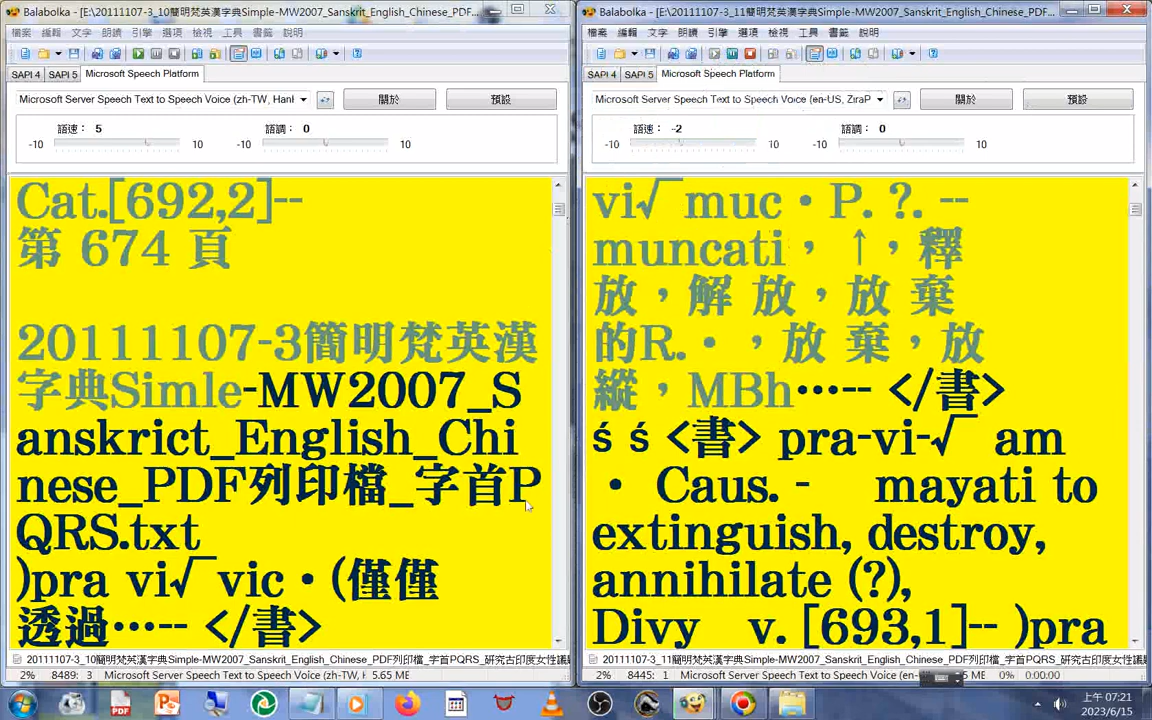 Balabolka - [E:\20111107-3_10簡明梵英漢字典Simple-MW2007_Sanskrit_English_Chinese_PDF...
檔案 編輯 文字 朗讀 引擎 選項 檢視 工具 書籤 說明
SAPI 4 SAPI 5 Microsoft Speech Platform
Microsoft Server Speech Text to Speech Voice (zh-TW, Hanl 關於 預設
語速： 5 語調： 0
-10 10 -10 10
Cat.[692,2]--
第 674 頁
20111107-3簡明梵英漢
字典Simle-MW2007_S
anskrict_English_Chi
nese_PDF列印檔_字首P
QRS.txt
)pra vi√vic‧(僅僅
透過…-- </書>
20111107-3_10簡明梵英漢字典Simple-MW2007_Sanskrit_English_Chinese_PDF列印檔_字首PQRS_研究古印度女性議題
2% 8489: 3 Microsoft Server Speech Text to Speech Voice (zh-TW, H 5.65 ME
Balabolka - [E:\20111107-3_11簡明梵英漢字典Simple-MW2007_Sanskrit_English_Chinese_PDF...
檔案 編輯 文字 朗讀 引擎 選項 檢視 工具 書籤 說明
SAPI 4 SAPI 5 Microsoft Speech Platform
Microsoft Server Speech Text to Speech Voice (en-US, ZiraP 關於 預設
語速： -2 語調： 0
-10 10 -10 10
vi√muc‧P. ?. --
muncati，↑，釋
放，解 放，放 棄
的R.‧，放 棄，放
縱，MBh…-- </書>
ś ś <書> pra-vi-√ am
‧ Caus. - mayati to
extinguish, destroy,
annihilate (?),
Divy v. [693,1]-- )pra
20111107-3_11簡明梵英漢字典Simple-MW2007_Sanskrit_English_Chinese_PDF列印檔_字首PQRS_研究古印度女性議題
2% 8445: 1 Microsoft Server Speech Text to Speech Voice (en- 5 ME 0% 0:00:00
上午 07:21
2023/6/15